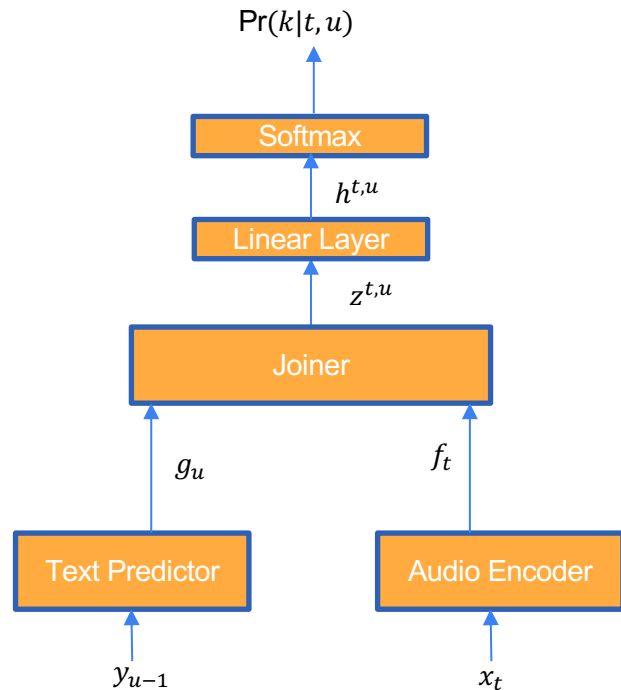 Pr(k|t, u)
Softmax
h^{t,u}
Linear Layer
z^{t,u}
Joiner
g_u
f_t
Text Predictor
Audio Encoder
y_{u−1}
x_t